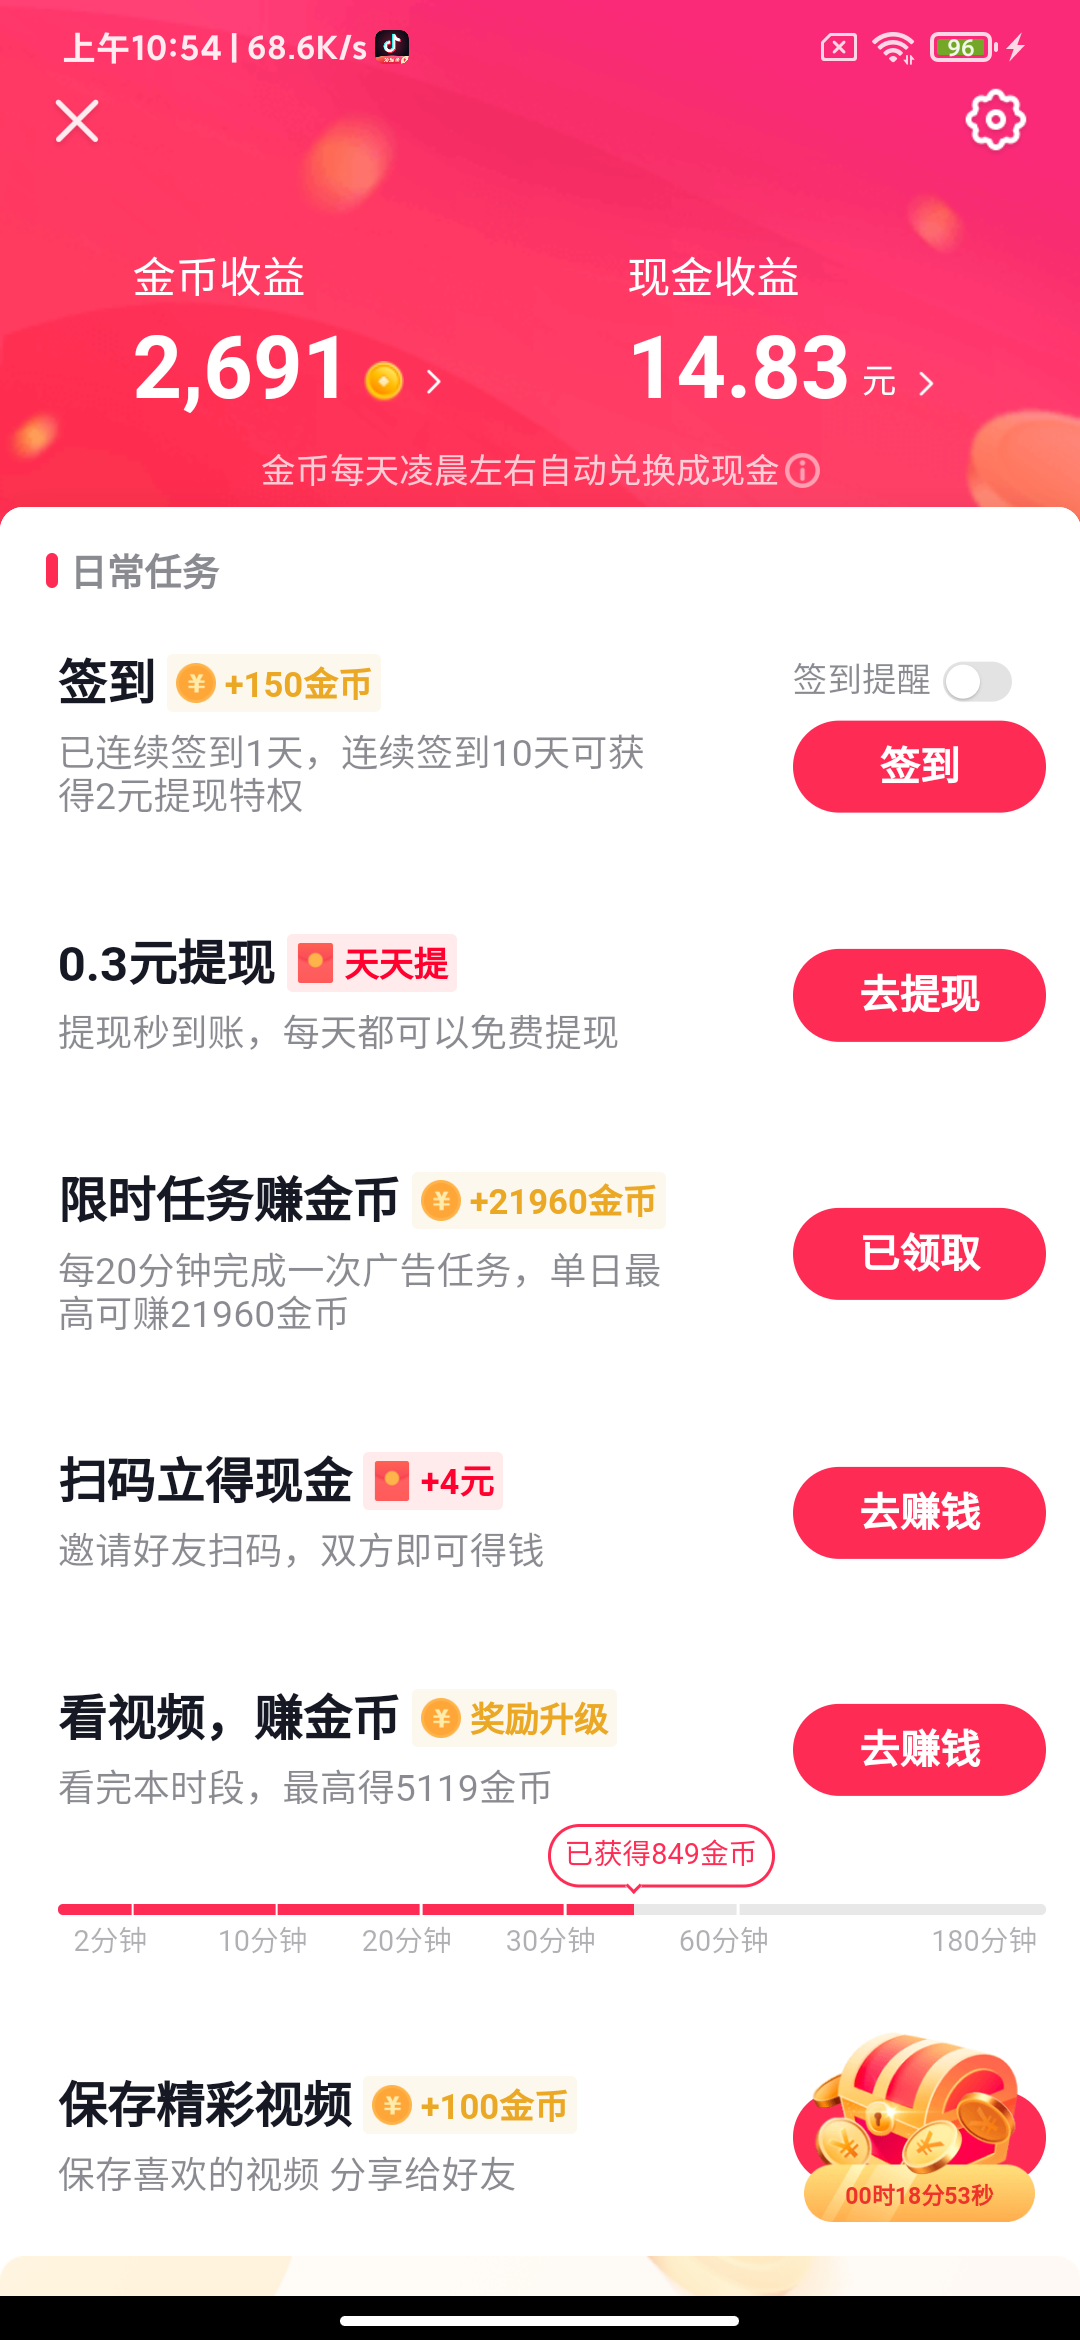 上午10:54 | 68.6K/s
96
金币收益
现金收益
2,691
14.83 元
金币每天凌晨左右自动兑换成现金
日常任务
签到 +150金币
签到提醒
已连续签到1天，连续签到10天可获
得2元提现特权
签到
0.3元提现 天天提
提现秒到账，每天都可以免费提现
去提现
限时任务赚金币 +21960金币
每20分钟完成一次广告任务，单日最
高可赚21960金币
已领取
扫码立得现金 +4元
邀请好友扫码，双方即可得钱
去赚钱
看视频，赚金币 奖励升级
看完本时段，最高得5119金币
去赚钱
已获得849金币
2分钟 10分钟 20分钟 30分钟 60分钟 180分钟
保存精彩视频 +100金币
保存喜欢的视频 分享给好友
00时18分53秒